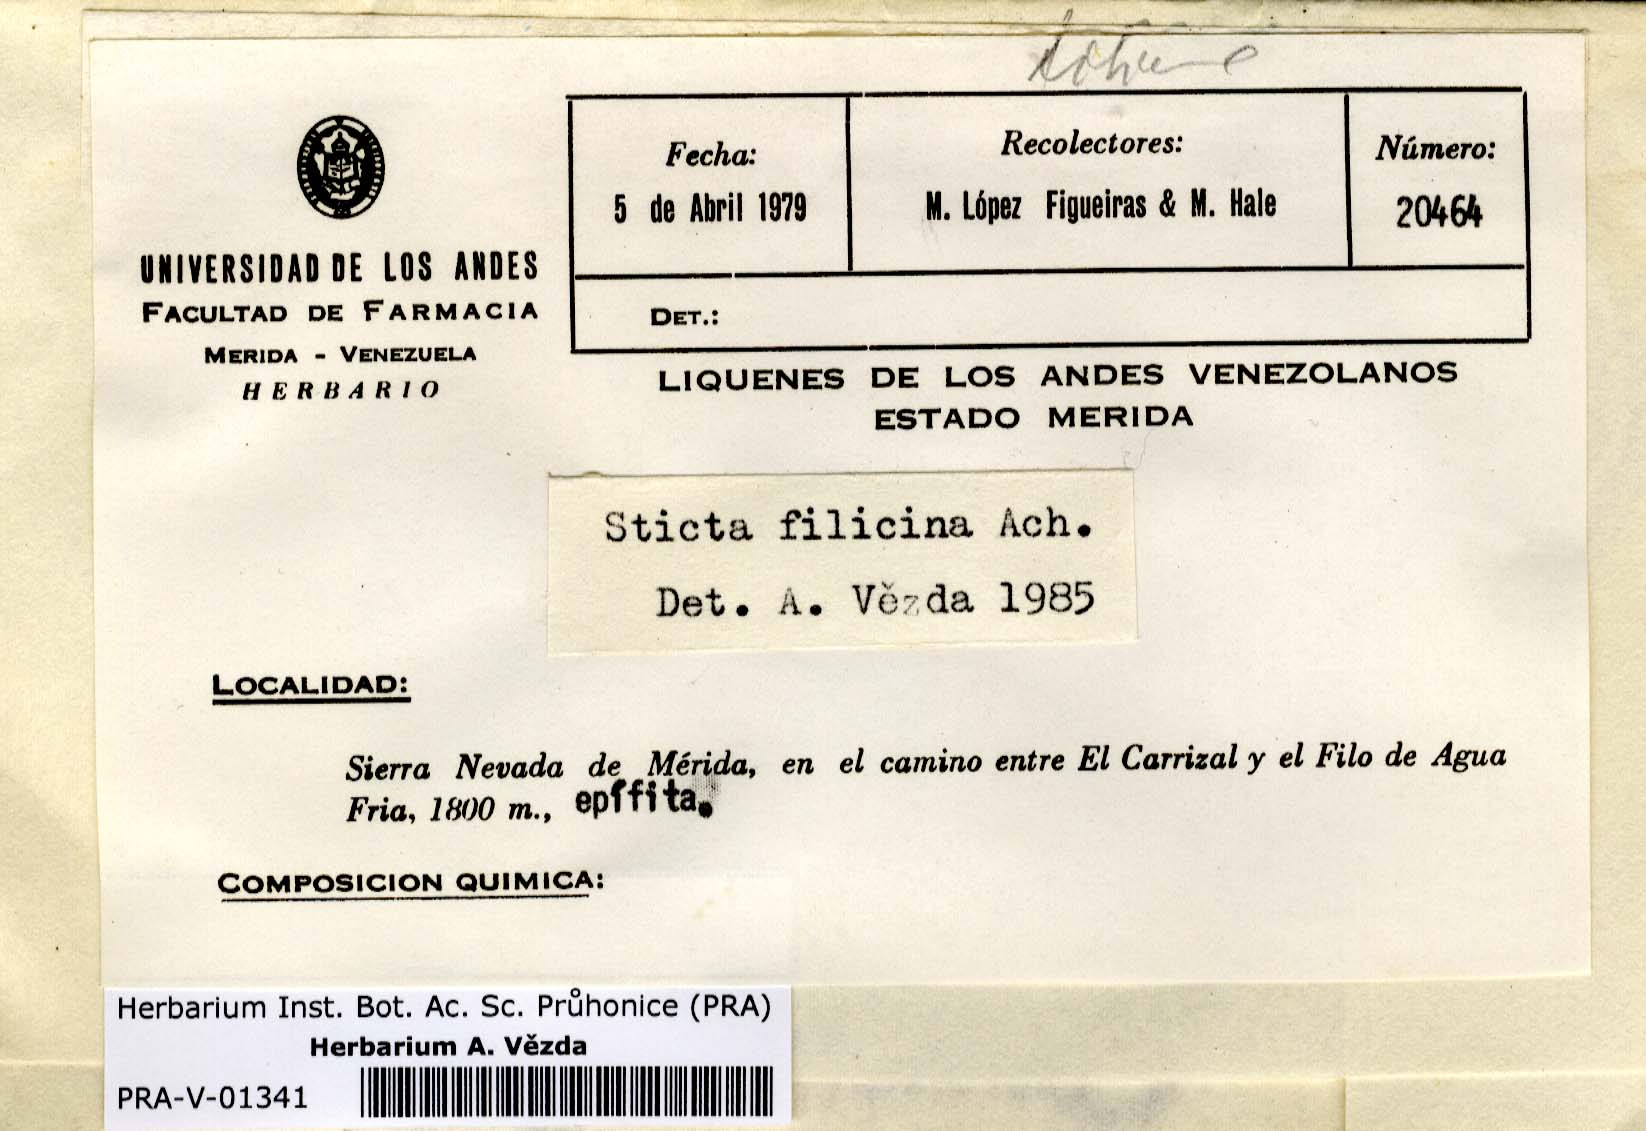 Fecha:
5 de Abril 1979
Recolectores:
M. López Figueiras & M. Hale
Número:
20464
DET.:
UNIVERSIDAD DE LOS ANDES
FACULTAD DE FARMACIA
MERIDA - VENEZUELA
HERBARIO
LIQUENES DE LOS ANDES VENEZOLANOS
ESTADO MERIDA
Sticta filicina Ach.
Det. A. Vězda 1985
LOCALIDAD:
Sierra Nevada de Mérida, en el camino entre El Carrizal y el Filo de Agua
Fria, 1800 m., epífita.
COMPOSICION QUIMICA:
Herbarium Inst. Bot. Ac. Sc. Průhonice (PRA)
Herbarium A. Vězda
PRA-V-01341